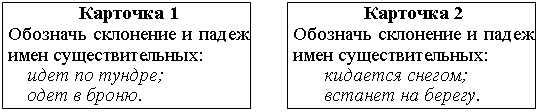 Карточка 1
Обозначь склонение и падеж
имен существительных:
идет по тундре;
одет в броню.
Карточка 2
Обозначь склонение и падеж
имен существительных:
кидается снегом;
встанет на берегу.